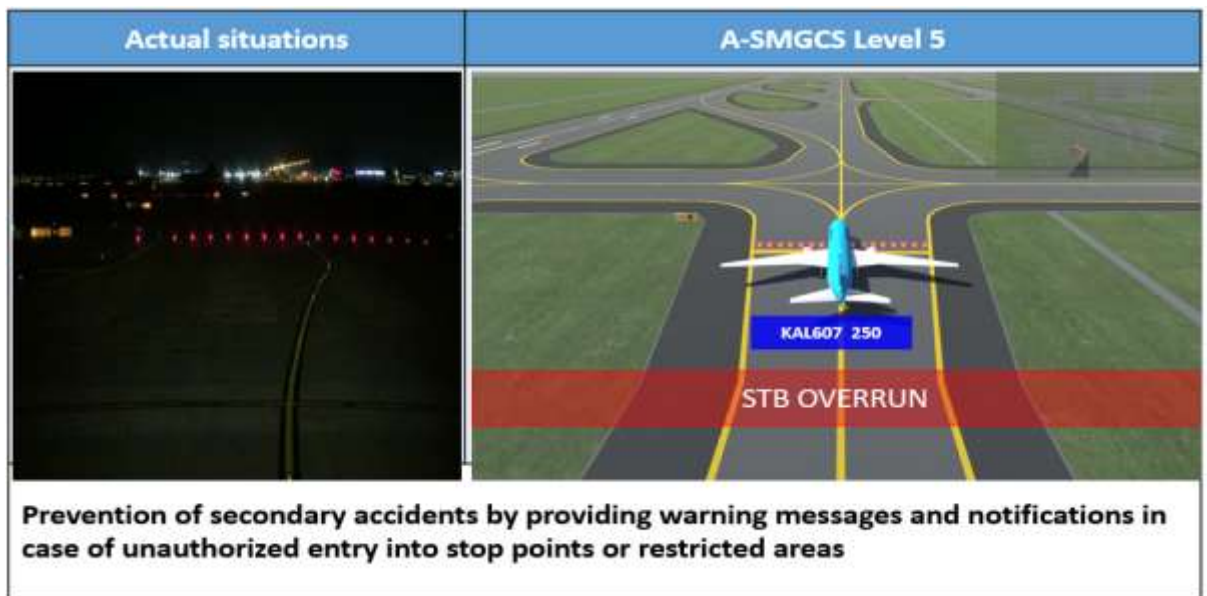 Actual situations
A-SMGCS Level 5
KAL607 250
STB OVERRUN
Prevention of secondary accidents by providing warning messages and notifications in
case of unauthorized entry into stop points or restricted areas